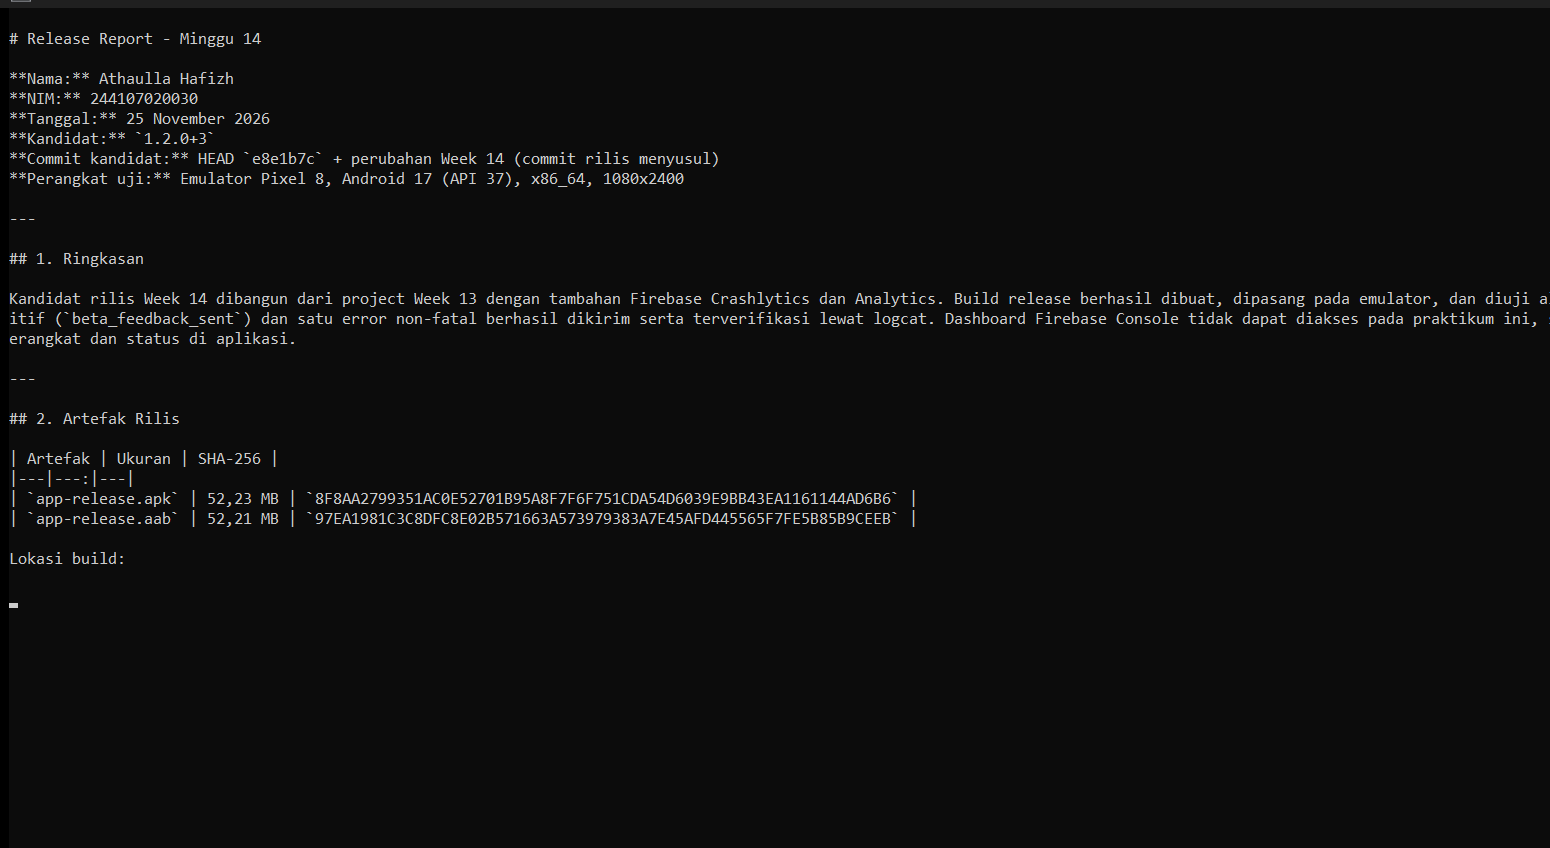 # Release Report - Minggu 14
**Nama:** Athaulla Hafizh
**NIM:** 244107020030
**Tanggal:** 25 November 2026
**Kandidat:** `1.2.0+3`
**Commit kandidat:** HEAD `e8e1b7c` + perubahan Week 14 (commit rilis menyusul)
**Perangkat uji:** Emulator Pixel 8, Android 17 (API 37), x86_64, 1080x2400
---
## 1. Ringkasan
Kandidat rilis Week 14 dibangun dari project Week 13 dengan tambahan Firebase Crashlytics dan Analytics. Build release berhasil dibuat, dipasang pada emulator, dan diuji
itif (`beta_feedback_sent`) dan satu error non-fatal berhasil dikirim serta terverifikasi lewat logcat. Dashboard Firebase Console tidak dapat diakses pada praktikum ini,
erangkat dan status di aplikasi.
---
## 2. Artefak Rilis
| Artefak | Ukuran | SHA-256 |
|---|---:|---|
| `app-release.apk` | 52,23 MB | `8F8AA2799351AC0E52701B95A8F7F6F751CDA54D6039E9BB43EA1161144AD6B6` |
| `app-release.aab` | 52,21 MB | `97EA1981C3C8DFC8E02B571663A573979383A7E45AFD445565F7FE5B85B9CEEB` |
Lokasi build: